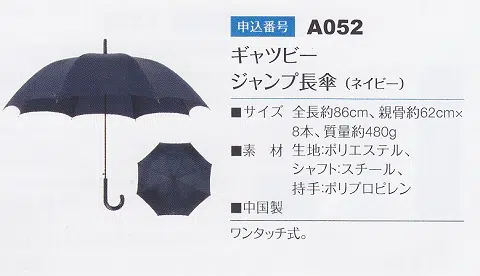 申込番号 A052
ギャツビー
ジャンプ長傘（ネイビー）
■サイズ 全長約86cm、親骨約62cm×
8本、質量約480g
■素　材 生地:ポリエステル、
シャフト:スチール、
持手:ポリプロピレン
■中国製
ワンタッチ式。